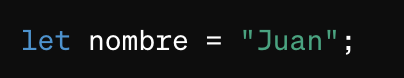 let nombre = "Juan";